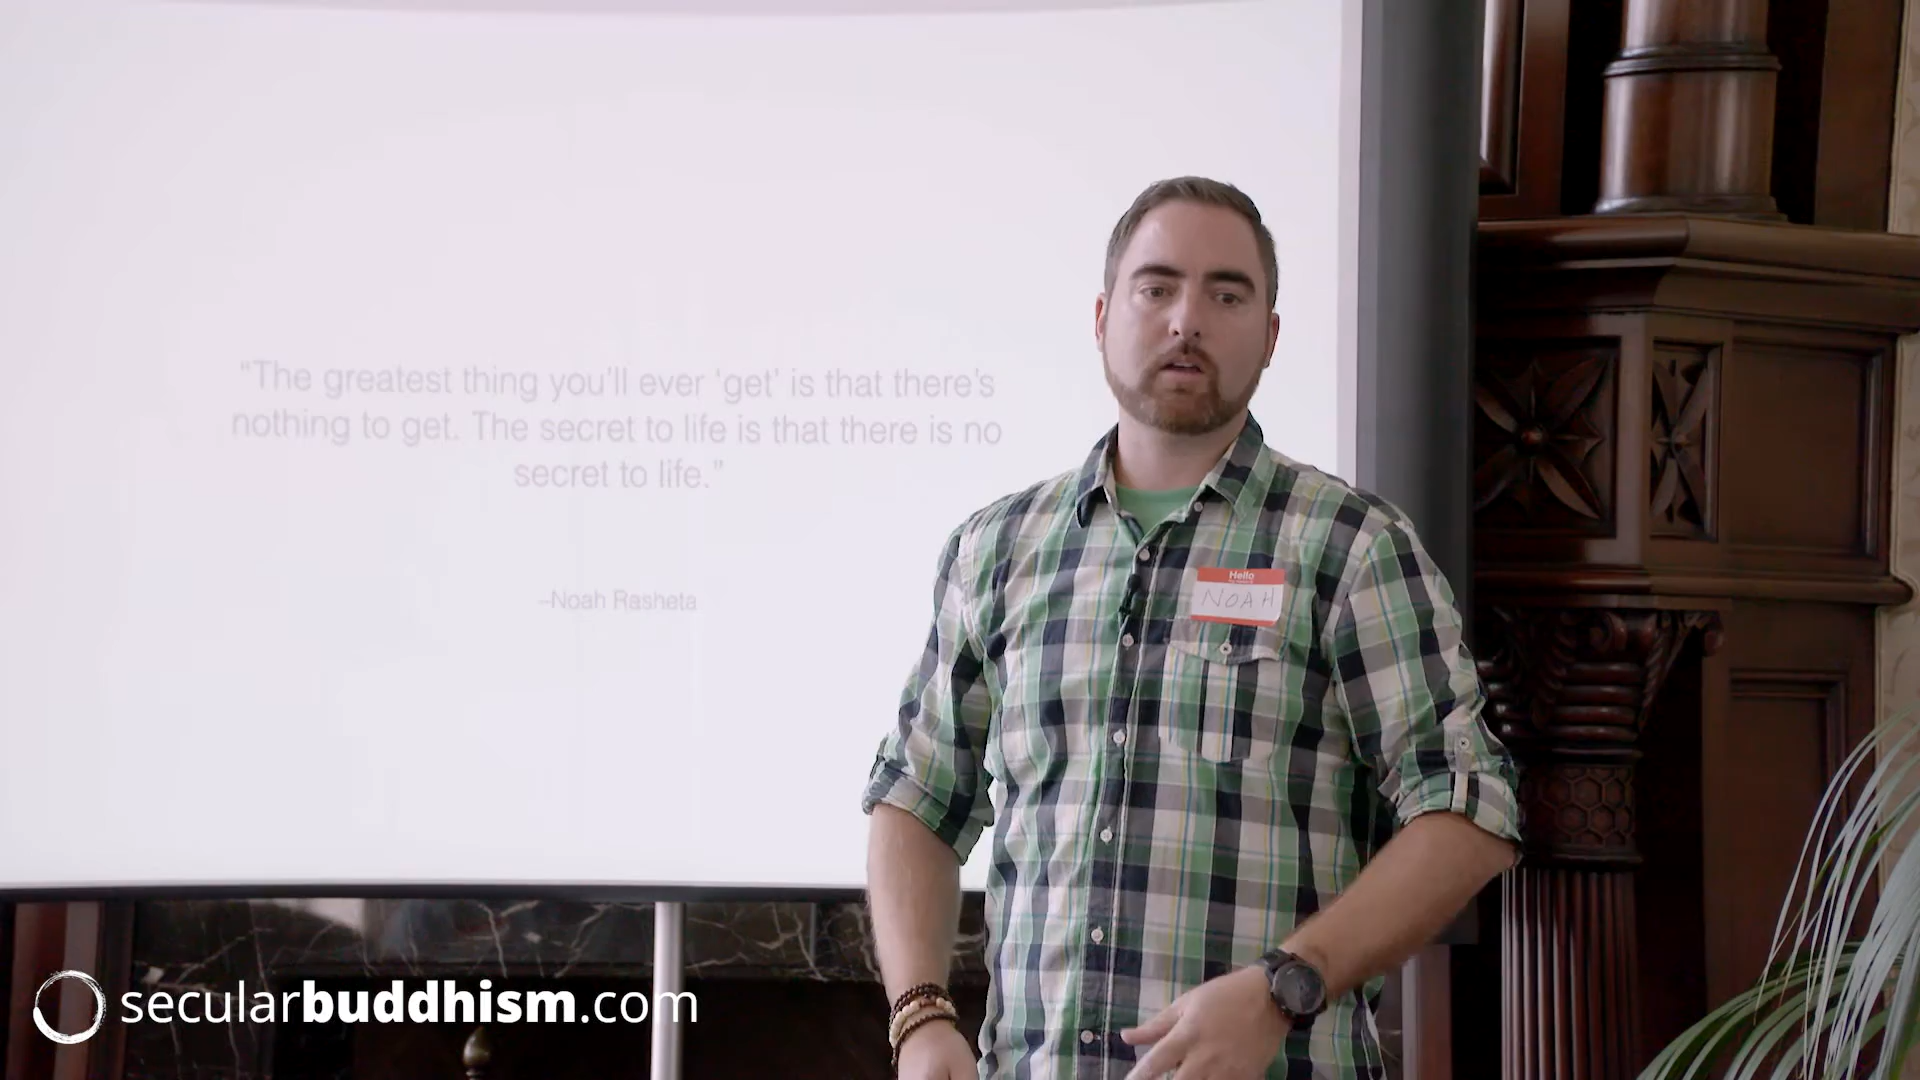 “The greatest thing you’ll ever ‘get’ is that there’s
nothing to get. The secret to life is that there is no
secret to life.”
–Noah Rasheta
Hello
NOAH
secularbuddhism.com